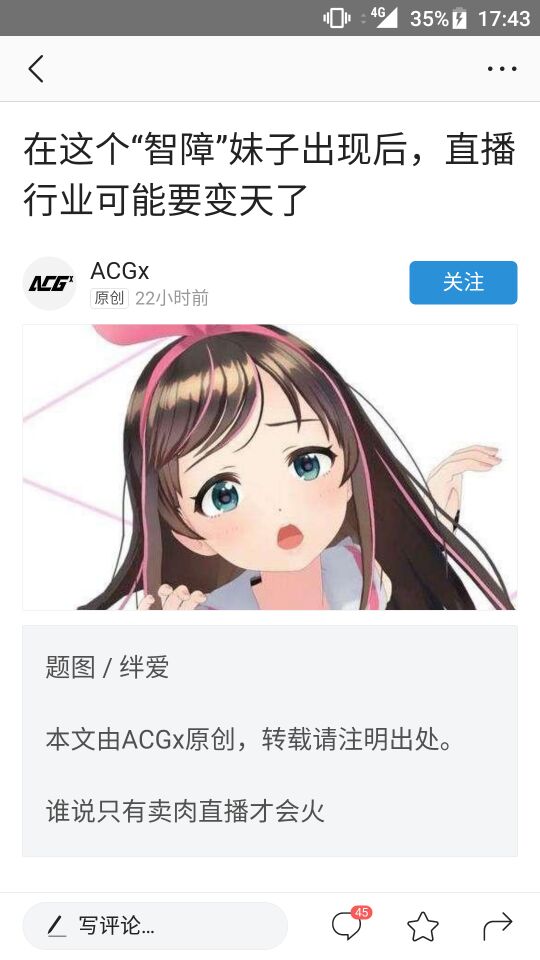 4G 35% 17:43
在这个“智障”妹子出现后，直播
行业可能要变天了
ACGx
ACGx
关注
原创 22小时前
题图 / 绊爱
本文由ACGx原创，转载请注明出处。
谁说只有卖肉直播才会火
写评论...
45